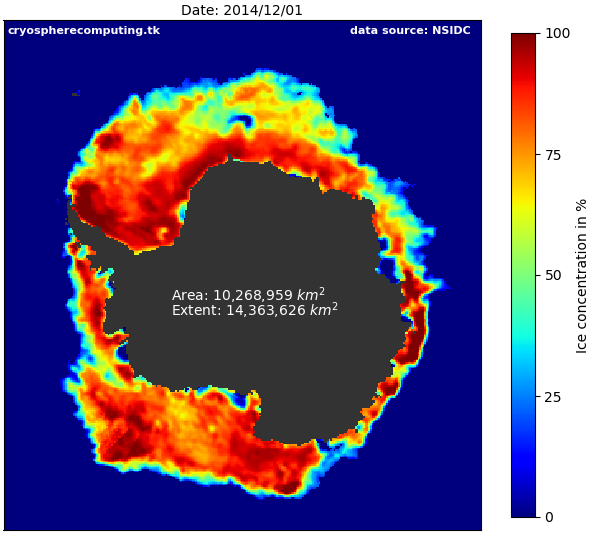 Date: 2014/12/01
cryospherecomputing.tk
data source: NSIDC
Area: 10,268,959 km²
Extent: 14,363,626 km²
100
75
50
25
0
Ice concentration in %